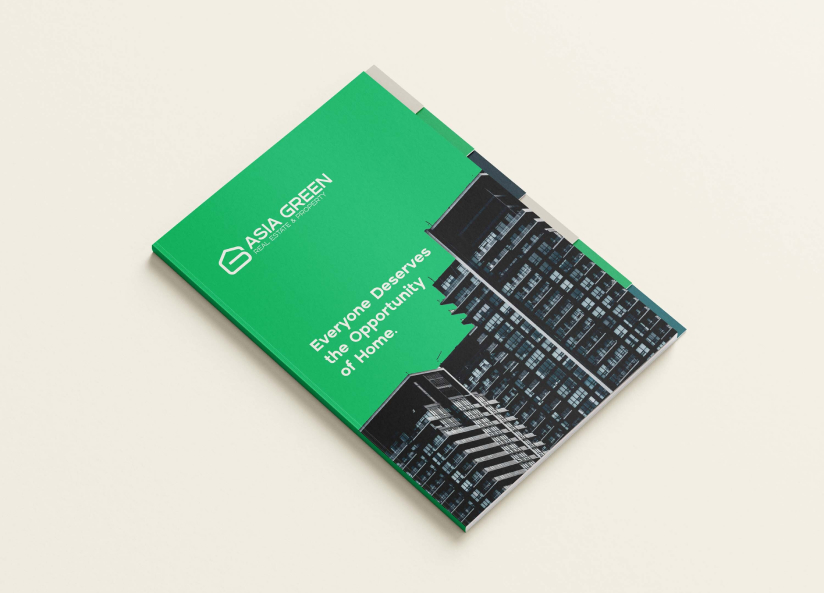 ASIA GREEN
REAL ESTATE & PROPERTY
Everyone Deserves
the Opportunity
of Home.